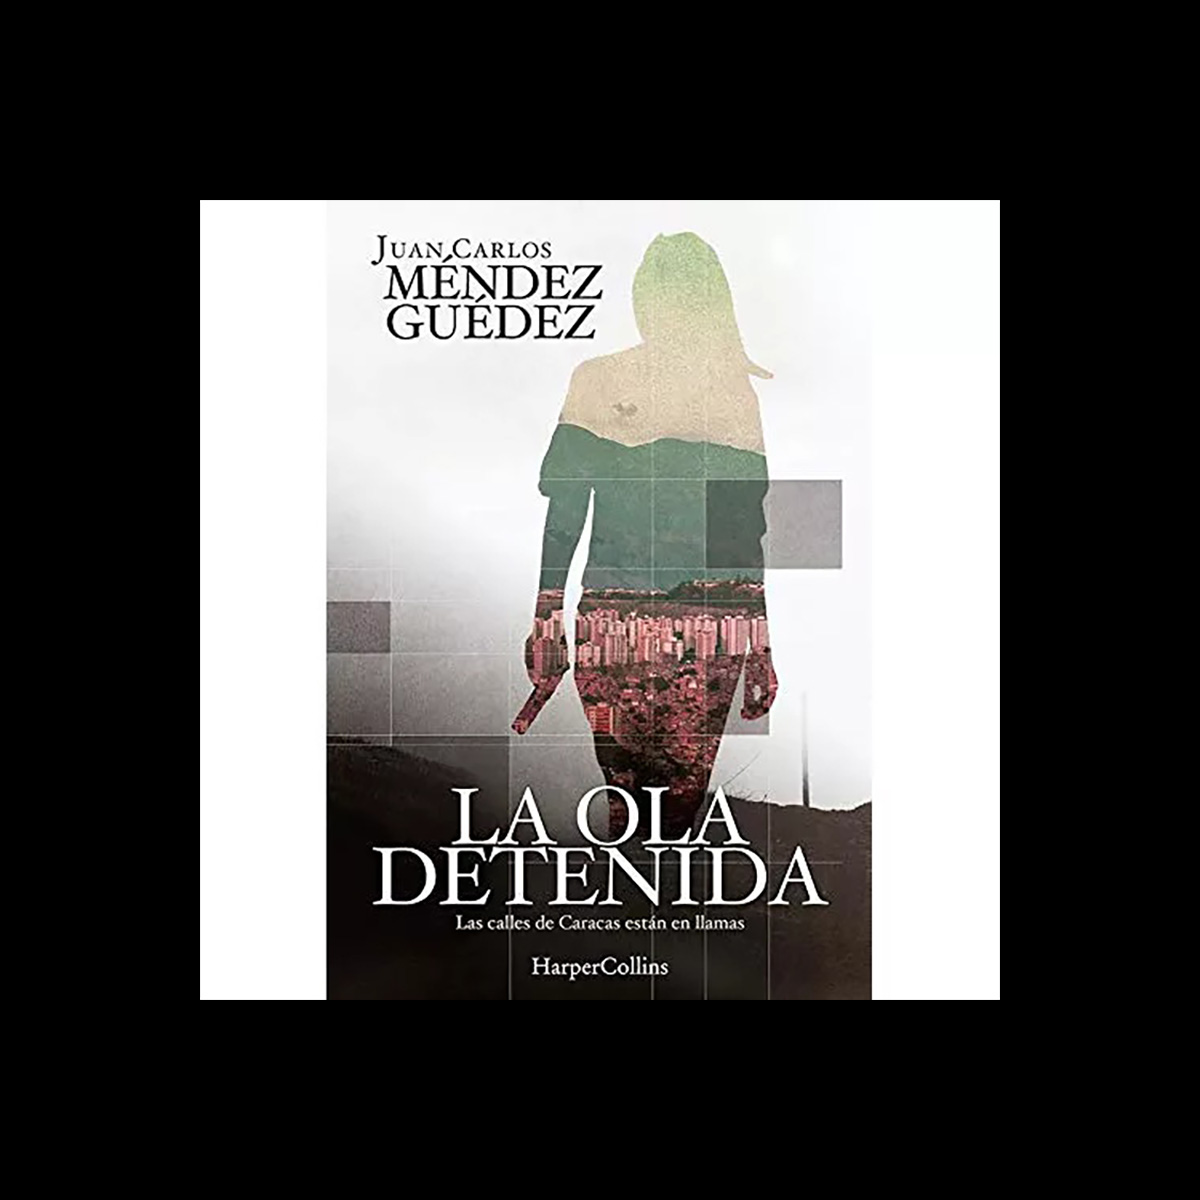 JUAN CARLOS
MÉNDEZ
GUÉDEZ
LA OLA
DETENIDA
Las calles de Caracas están en llamas
HarperCollins